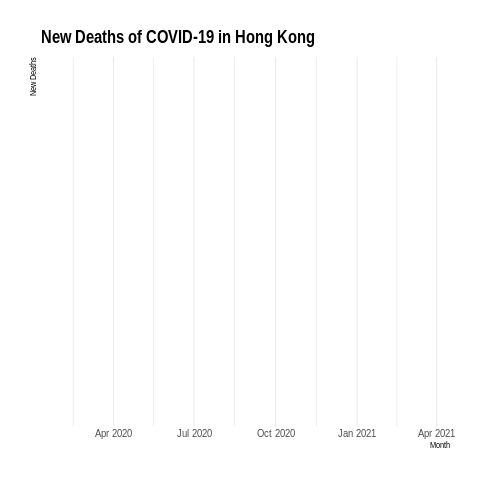 New Deaths of COVID-19 in Hong Kong
New Deaths
Apr 2020
Jul 2020
Oct 2020
Jan 2021
Apr 2021
Month